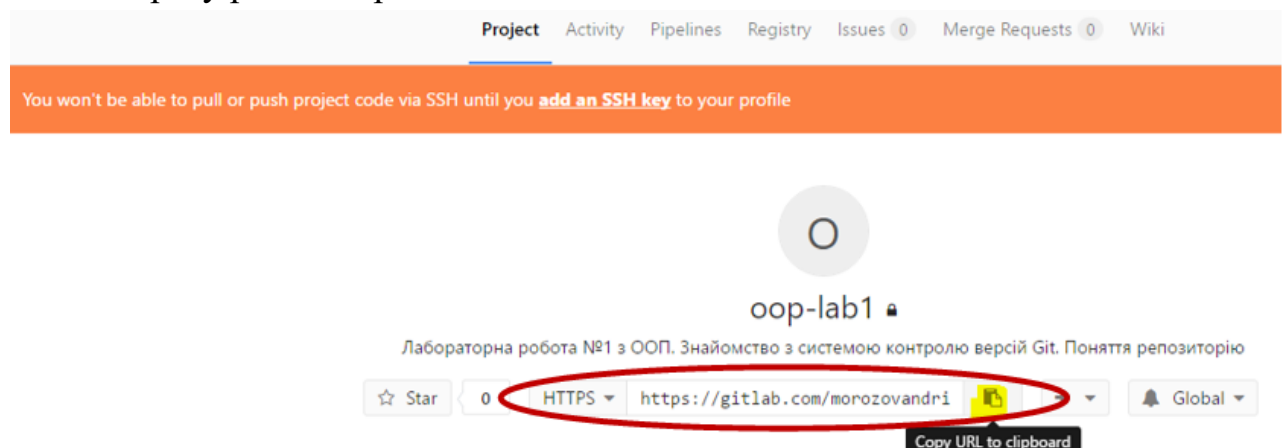 Project Activity Pipelines Registry Issues 0 Merge Requests 0 Wiki
You won't be able to pull or push project code via SSH until you add an SSH key to your profile
O
oop-lab1
Лабораторна робота №1 з ООП. Знайомство з системою контролю версій Git. Поняття репозиторію
Star 0 HTTPS https://gitlab.com/morozovandri Global
Copy URL to clipboard